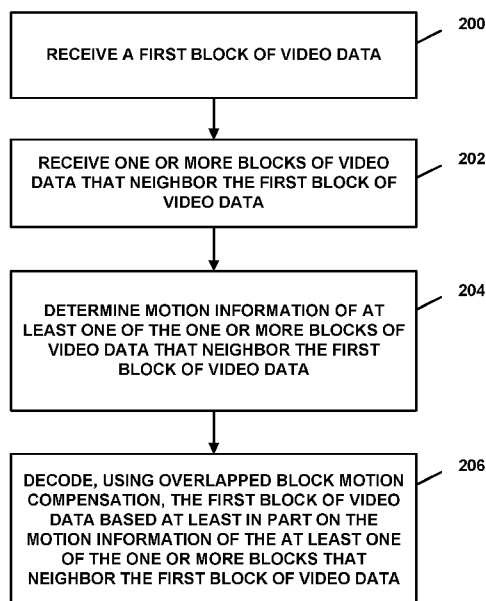 200
RECEIVE A FIRST BLOCK OF VIDEO DATA
202
RECEIVE ONE OR MORE BLOCKS OF VIDEO
DATA THAT NEIGHBOR THE FIRST BLOCK OF
VIDEO DATA
204
DETERMINE MOTION INFORMATION OF AT
LEAST ONE OF THE ONE OR MORE BLOCKS OF
VIDEO DATA THAT NEIGHBOR THE FIRST
BLOCK OF VIDEO DATA
206
DECODE, USING OVERLAPPED BLOCK MOTION
COMPENSATION, THE FIRST BLOCK OF VIDEO
DATA BASED AT LEAST IN PART ON THE
MOTION INFORMATION OF THE AT LEAST ONE
OF THE ONE OR MORE BLOCKS THAT
NEIGHBOR THE FIRST BLOCK OF VIDEO DATA